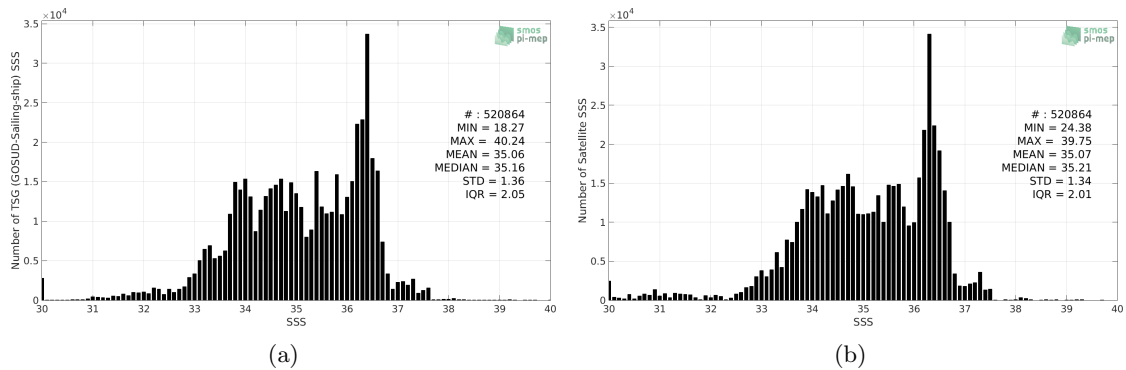 ×10⁴
3.5
3
2.5
2
1.5
1
0.5
0
Number of TSG (GOSUD-Sailing-ship) SSS
30 31 32 33 34 35 36 37 38 39 40
SSS
smos
pi-mep
# : 520864
MIN = 18.27
MAX = 40.24
MEAN = 35.06
MEDIAN = 35.16
STD = 1.36
IQR = 2.05
(a)
×10⁴
3.5
3
2.5
2
1.5
1
0.5
0
Number of Satellite SSS
30 31 32 33 34 35 36 37 38 39 40
SSS
smos
pi-mep
# : 520864
MIN = 24.38
MAX = 39.75
MEAN = 35.07
MEDIAN = 35.21
STD = 1.34
IQR = 2.01
(b)